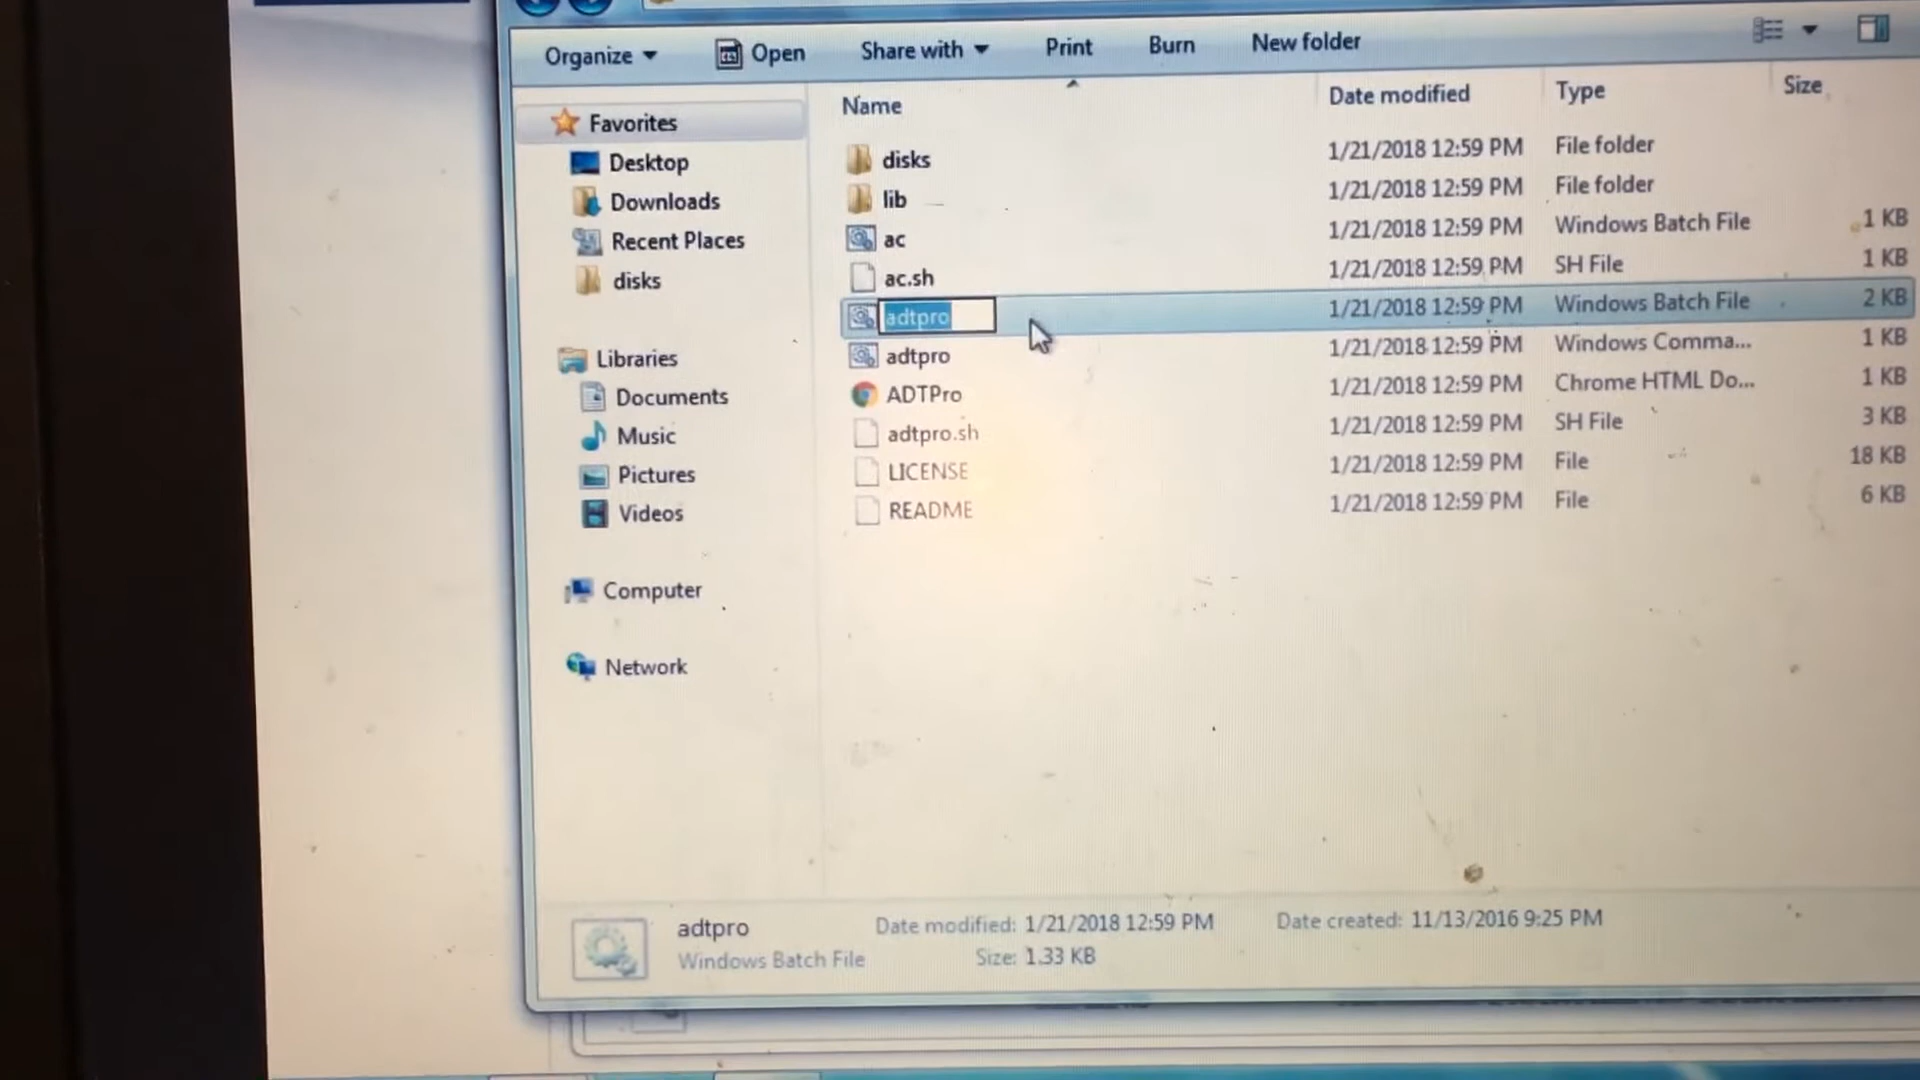 Organize Open Share with Print Burn New folder
Name Date modified Type Size
Favorites
Desktop
Downloads
Recent Places
disks
Libraries
Documents
Music
Pictures
Videos
Computer
Network
disks 1/21/2018 12:59 PM File folder
lib 1/21/2018 12:59 PM File folder
ac 1/21/2018 12:59 PM Windows Batch File 1 KB
ac.sh 1/21/2018 12:59 PM SH File 1 KB
adtpro 1/21/2018 12:59 PM Windows Batch File 2 KB
adtpro 1/21/2018 12:59 PM Windows Comma... 1 KB
ADTPro 1/21/2018 12:59 PM Chrome HTML Do... 1 KB
adtpro.sh 1/21/2018 12:59 PM SH File 3 KB
LICENSE 1/21/2018 12:59 PM File 18 KB
README 1/21/2018 12:59 PM File 6 KB
adtpro Date modified: 1/21/2018 12:59 PM Date created: 11/13/2016 9:25 PM
Windows Batch File Size: 1.33 KB